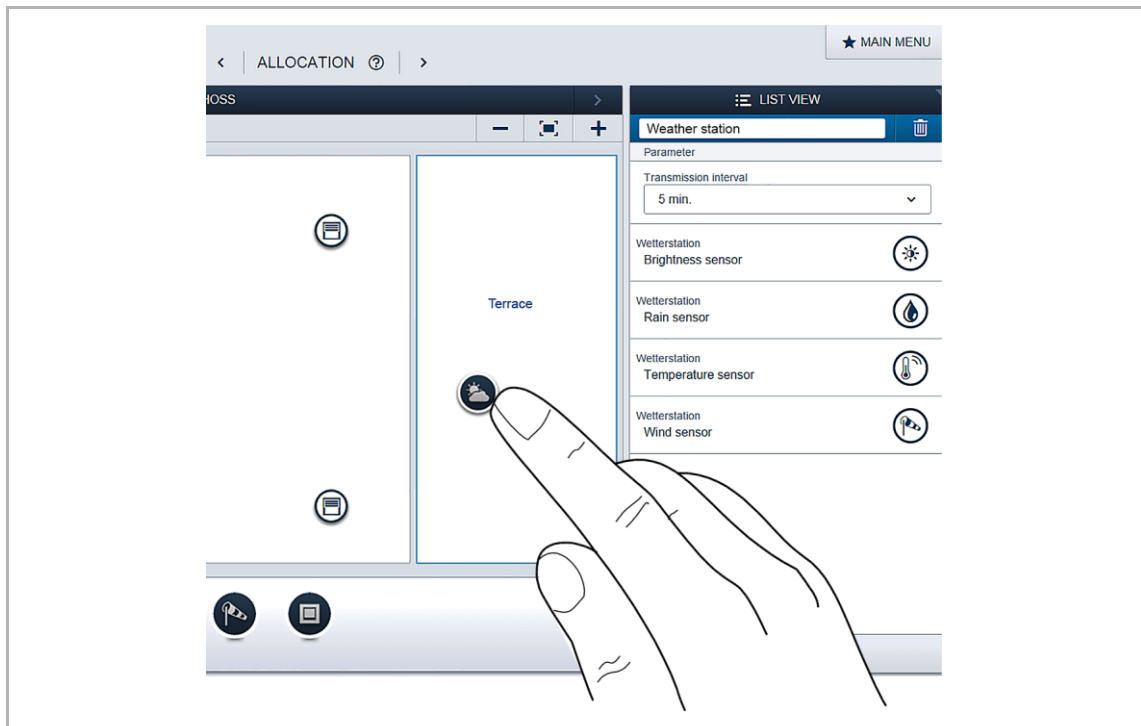 MAIN MENU
ALLOCATION
HOSS
LIST VIEW
Weather station
Parameter
Transmission interval
5 min.
Wetterstation
Brightness sensor
Wetterstation
Rain sensor
Wetterstation
Temperature sensor
Wetterstation
Wind sensor
Terrace